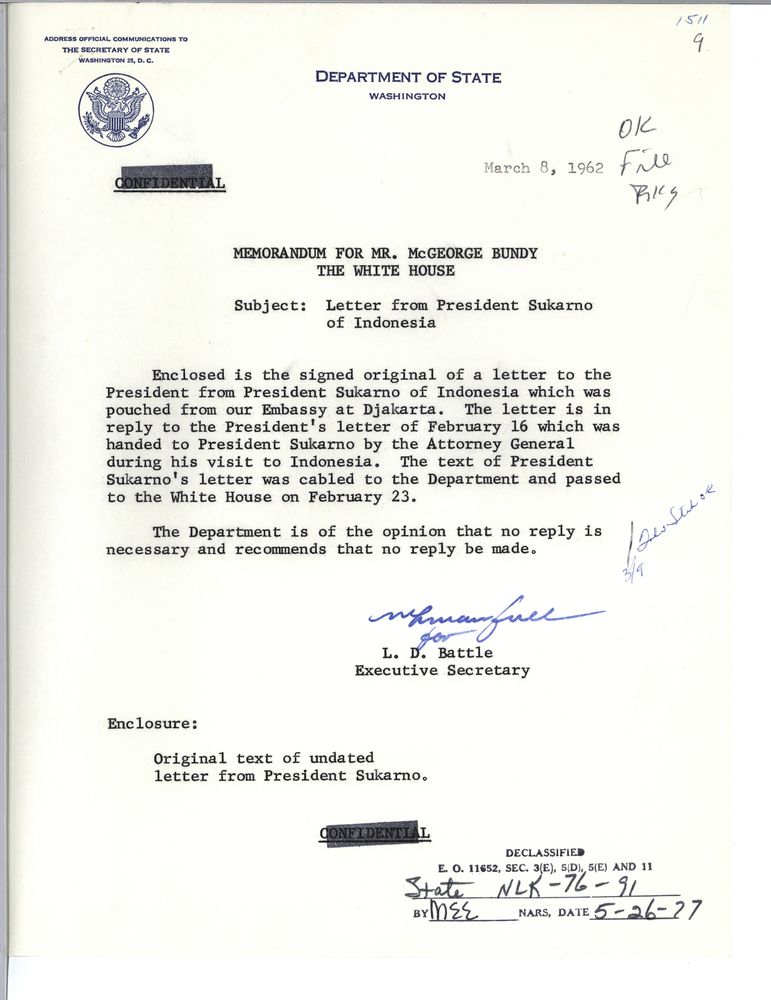 1511
9
ADDRESS OFFICIAL COMMUNICATIONS TO
THE SECRETARY OF STATE
WASHINGTON 25, D. C.
DEPARTMENT OF STATE
WASHINGTON
OK
File
CONFIDENTIAL
March 8, 1962
MEMORANDUM FOR MR. McGEORGE BUNDY
THE WHITE HOUSE
Subject: Letter from President Sukarno
of Indonesia
Enclosed is the signed original of a letter to the
President from President Sukarno of Indonesia which was
pouched from our Embassy at Djakarta. The letter is in
reply to the President's letter of February 16 which was
handed to President Sukarno by the Attorney General
during his visit to Indonesia. The text of President
Sukarno's letter was cabled to the Department and passed
to the White House on February 23.
The Department is of the opinion that no reply is
necessary and recommends that no reply be made.
3/9
for
L. D. Battle
Executive Secretary
Enclosure:
Original text of undated
letter from President Sukarno.
CONFIDENTIAL
DECLASSIFIED
E. O. 11652, SEC. 3(E), 5(D), 5(E) AND 11
State NLK-76-91
BY MEE NARS, DATE 5-26-77